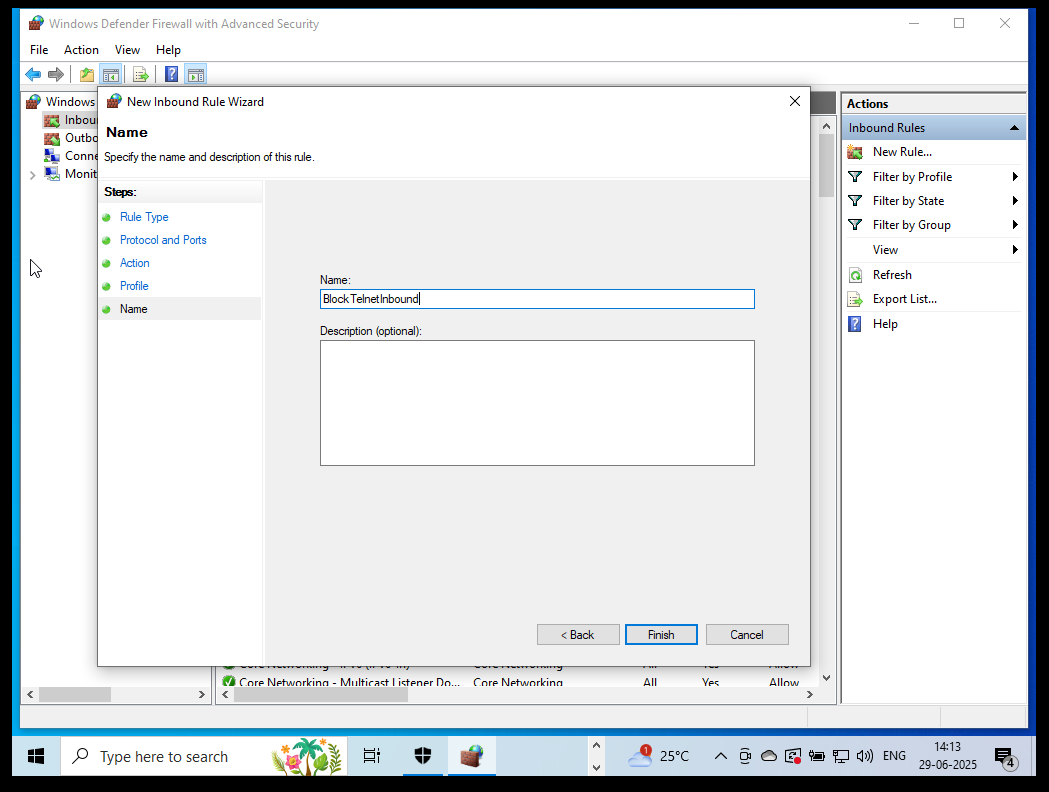 Windows Defender Firewall with Advanced Security
File Action View Help
Windows
Inbou
Outbo
Conne
Monit
New Inbound Rule Wizard
Name
Specify the name and description of this rule.
Steps:
Rule Type
Protocol and Ports
Action
Profile
Name
Name:
Block TelnetInbound
Description (optional):
< Back
Finish
Cancel
Core Networking - Multicast Listener Do... Core Networking All Yes Allow
Actions
Inbound Rules
New Rule...
Filter by Profile
Filter by State
Filter by Group
View
Refresh
Export List...
Help
Type here to search
1
25°C
ENG
14:13
29-06-2025
4